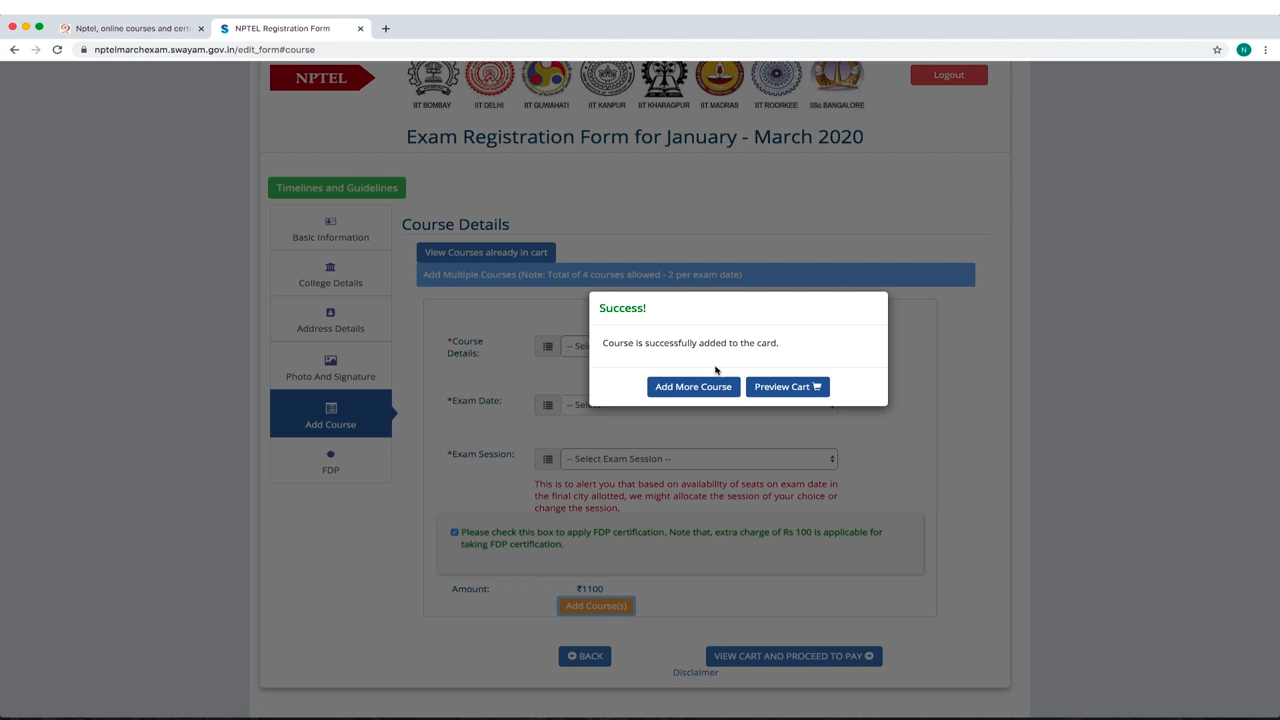 Nptel, online courses and cert
NPTEL Registration Form
nptelmarchexam.swayam.gov.in/edit_form#course
N
NPTEL
IIT BOMBAY
IIT DELHI
IIT GUWAHATI
IIT KANPUR
IIT KHARAGPUR
IIT MADRAS
IIT ROORKEE
IISc BANGALORE
Logout
Exam Registration Form for January - March 2020
Timelines and Guidelines
Basic Information
College Details
Address Details
Photo And Signature
Add Course
FDP
Course Details
View Courses already in cart
Add Multiple Courses (Note: Total of 4 courses allowed - 2 per exam date)
*Course
Details:
-- Sel
Success!
Course is successfully added to the card.
Add More Course
Preview Cart
*Exam Date:
*Exam Session:
-- Select Exam Session --
This is to alert you that based on availability of seats on exam date in
the final city allotted, we might allocate the session of your choice or
change the session.
Please check this box to apply FDP certification. Note that, extra charge of Rs 100 is applicable for
taking FDP certification.
Amount:
₹1100
Add Course(s)
BACK
VIEW CART AND PROCEED TO PAY
Disclaimer